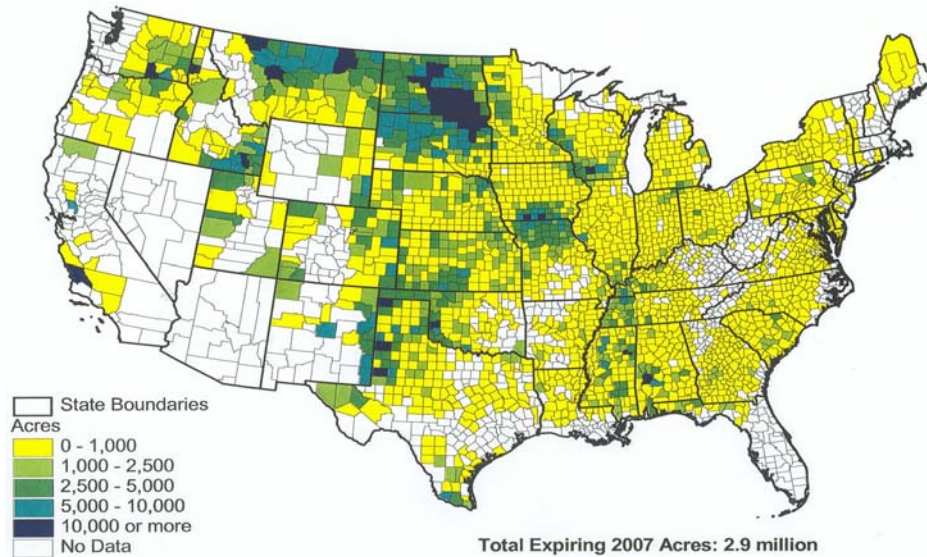 State Boundaries
Acres
0 - 1,000
1,000 - 2,500
2,500 - 5,000
5,000 - 10,000
10,000 or more
No Data
Total Expiring 2007 Acres: 2.9 million